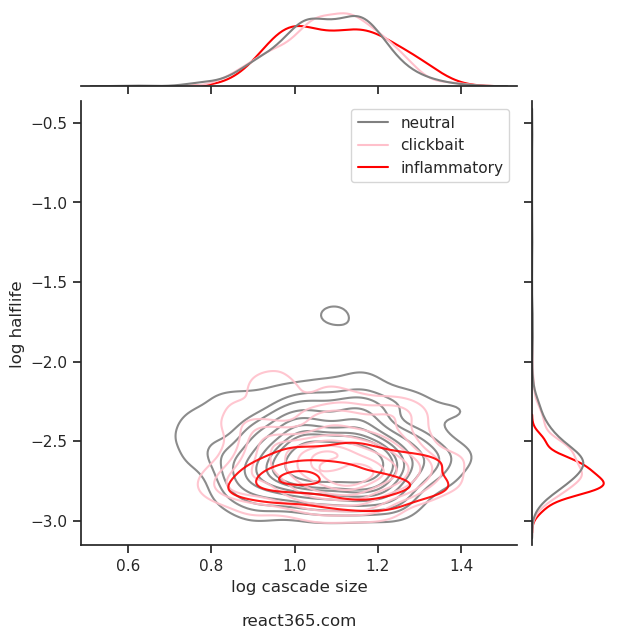 neutral
clickbait
inflammatory
−0.5
−1.0
−1.5
−2.0
−2.5
−3.0
log halflife
0.6 0.8 1.0 1.2 1.4
log cascade size
react365.com